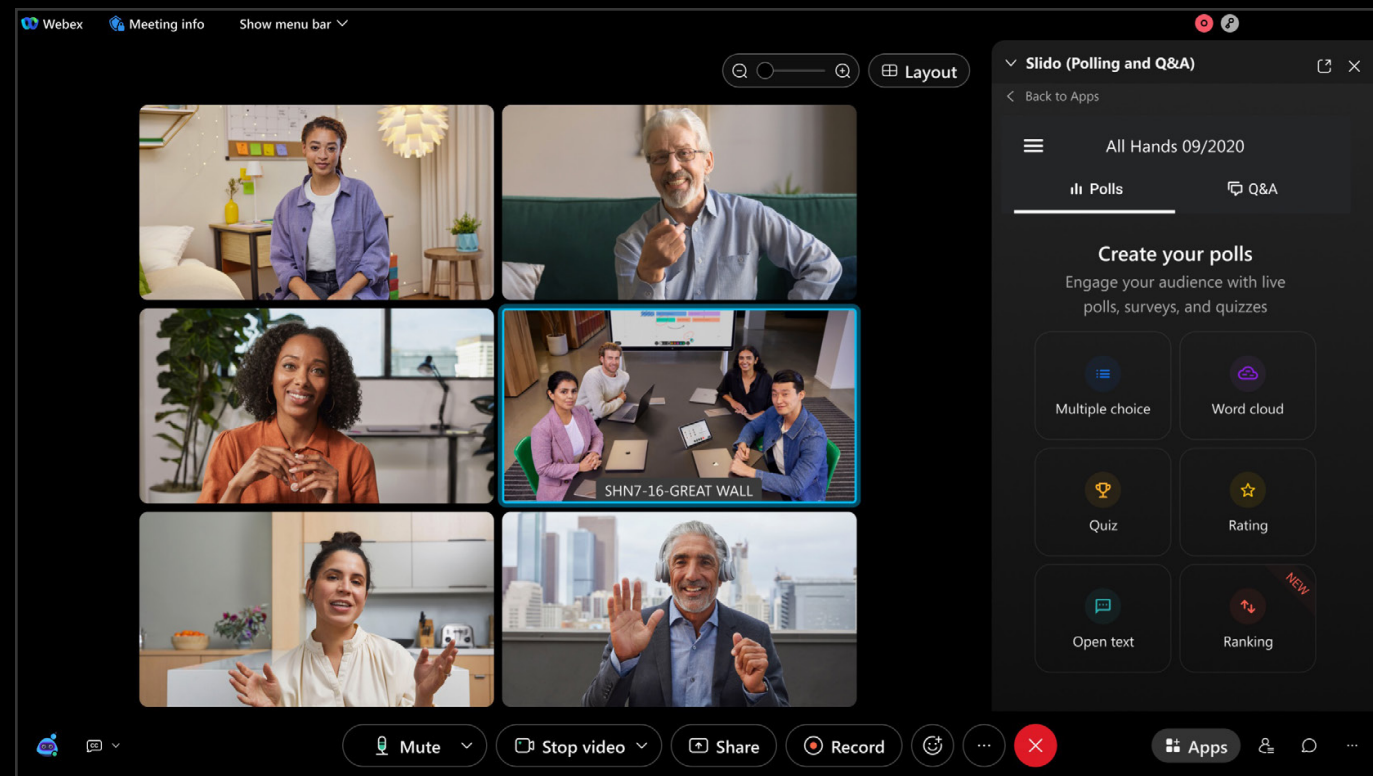 Webex
Meeting info
Show menu bar
Layout
SHN7-16-GREAT WALL
Slido (Polling and Q&A)
Back to Apps
All Hands 09/2020
Polls
Q&A
Create your polls
Engage your audience with live
polls, surveys, and quizzes
Multiple choice
Word cloud
Quiz
Rating
Open text
NEW
Ranking
CC
Mute
Stop video
Share
Record
Apps